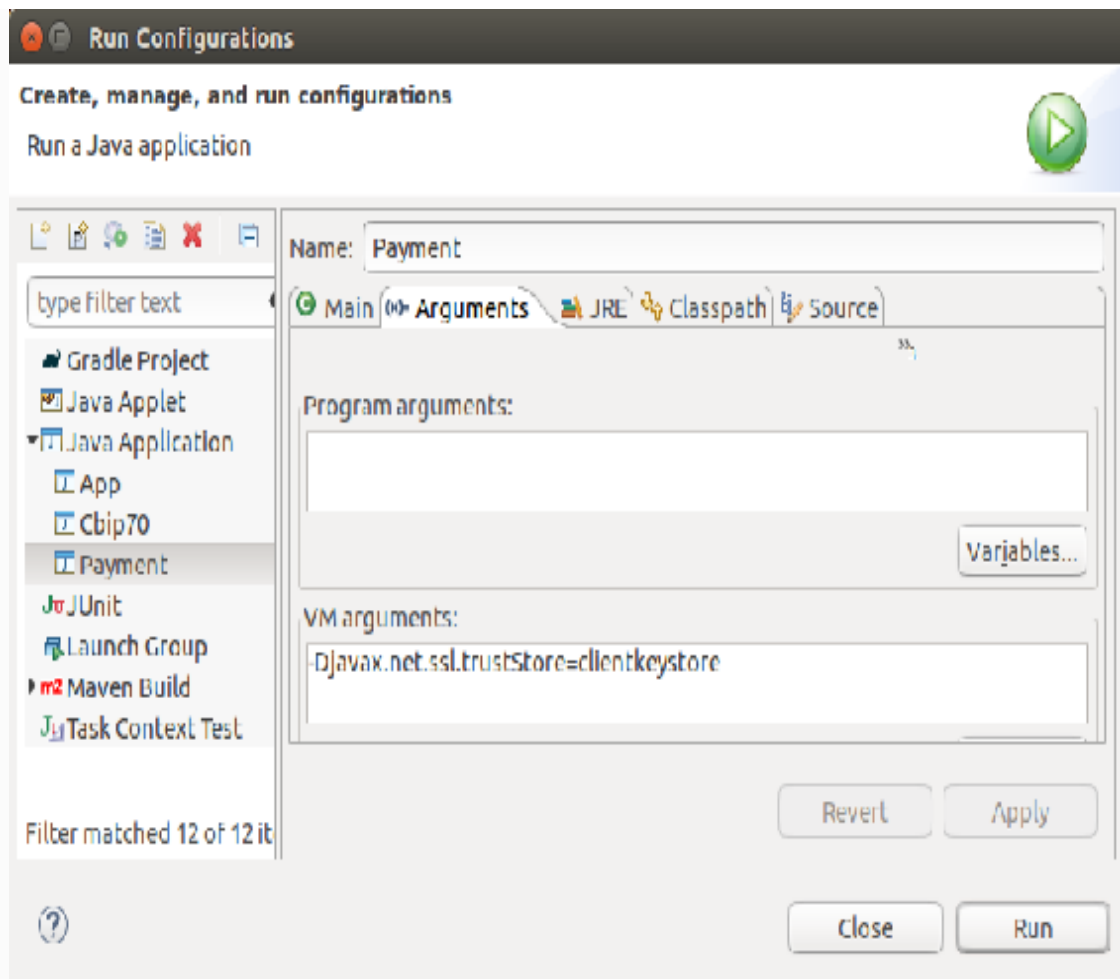 Run Configurations
Create, manage, and run configurations
Run a Java application
type filter text
Gradle Project
Java Applet
Java Application
App
Cbip70
Payment
JUnit
Launch Group
m2 Maven Build
Task Context Test
Filter matched 12 of 12 it
Name: Payment
Main Arguments JRE Classpath Source
Program arguments:
Variables...
VM arguments:
-Djavax.net.ssl.trustStore=clientkeystore
Revert Apply
Close Run